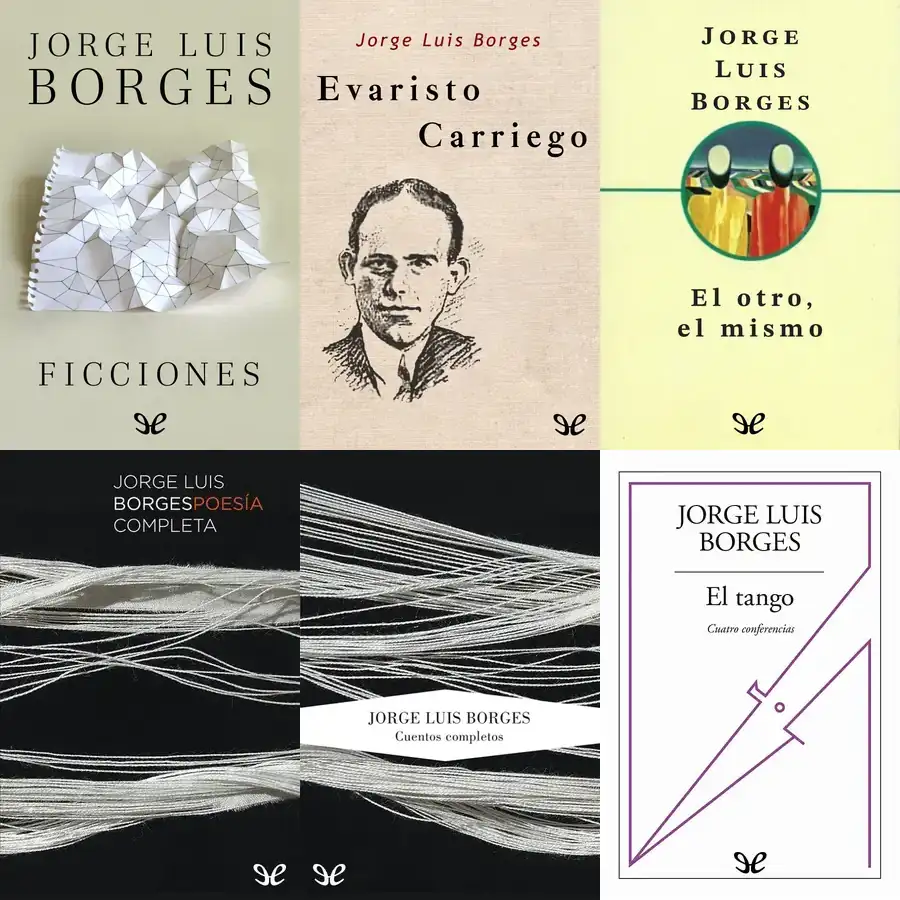 JORGE LUIS
BORGES
FICCIONES
Jorge Luis Borges
Evaristo
Carriego
JORGE
LUIS
BORGES
El otro,
el mismo
JORGE LUIS
BORGESPOESÍA
COMPLETA
JORGE LUIS BORGES
Cuentos completos
JORGE LUIS
BORGES
El tango
Cuatro conferencias